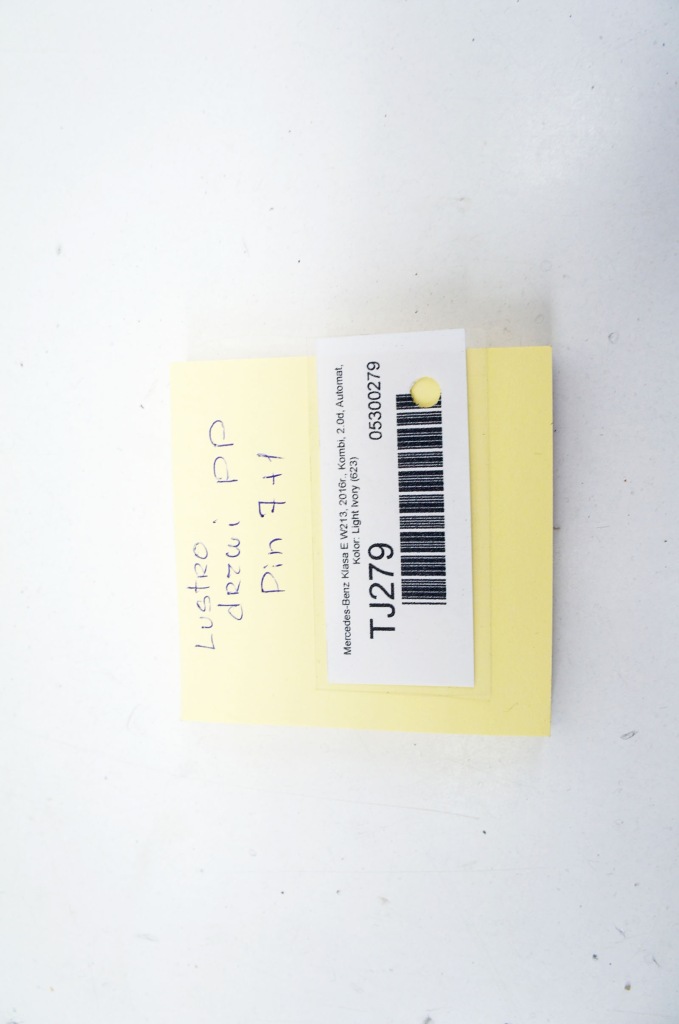 Lustro
drzwi PP
Pin 7+1
Mercedes-Benz Klasa E W213, 2016r., Kombi, 2.0d, Automat,
Kolor: Light Ivory (623)
TJ279
05300279